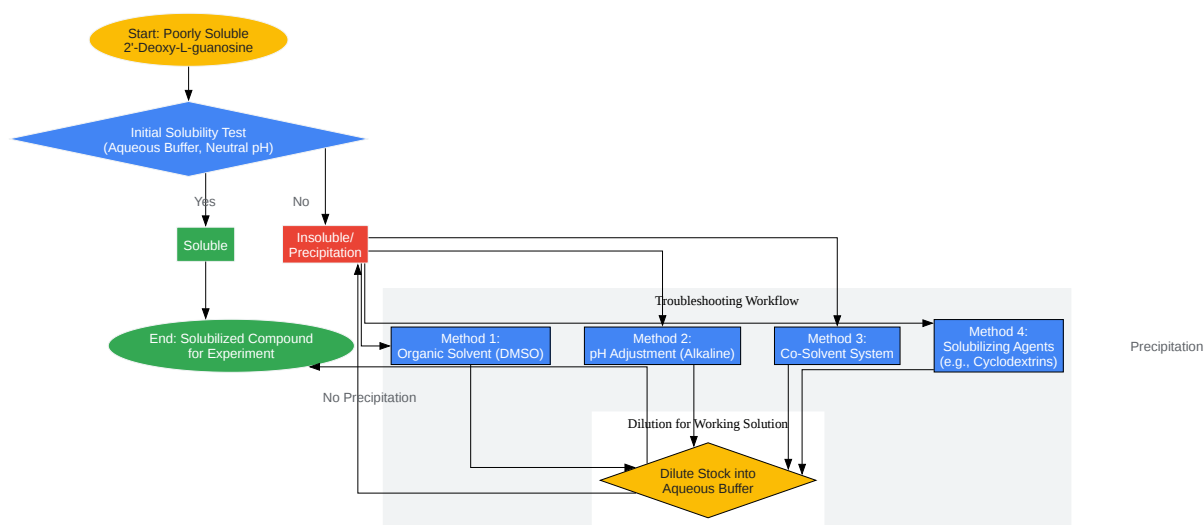 Start: Poorly Soluble
2'-Deoxy-L-guanosine
Initial Solubility Test
(Aqueous Buffer, Neutral pH)
Yes
No
Soluble
Insoluble/
Precipitation
Troubleshooting Workflow
End: Solubilized Compound
for Experiment
Method 1:
Organic Solvent (DMSO)
Method 2:
pH Adjustment (Alkaline)
Method 3:
Co-Solvent System
Method 4:
Solubilizing Agents
(e.g., Cyclodextrins)
Precipitation
No Precipitation
Dilution for Working Solution
Dilute Stock into
Aqueous Buffer